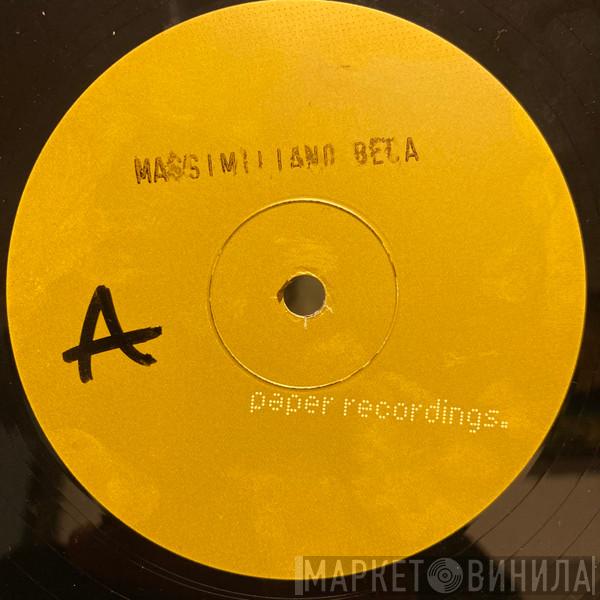 MASSIMILIANO BECA
A
paper recordings.
МАРКЕТ ВИНИЛА